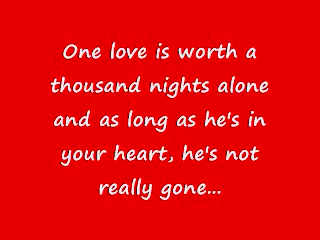 One love is worth a
thousand nights alone
and as long as he's in
your heart, he's not
really gone...